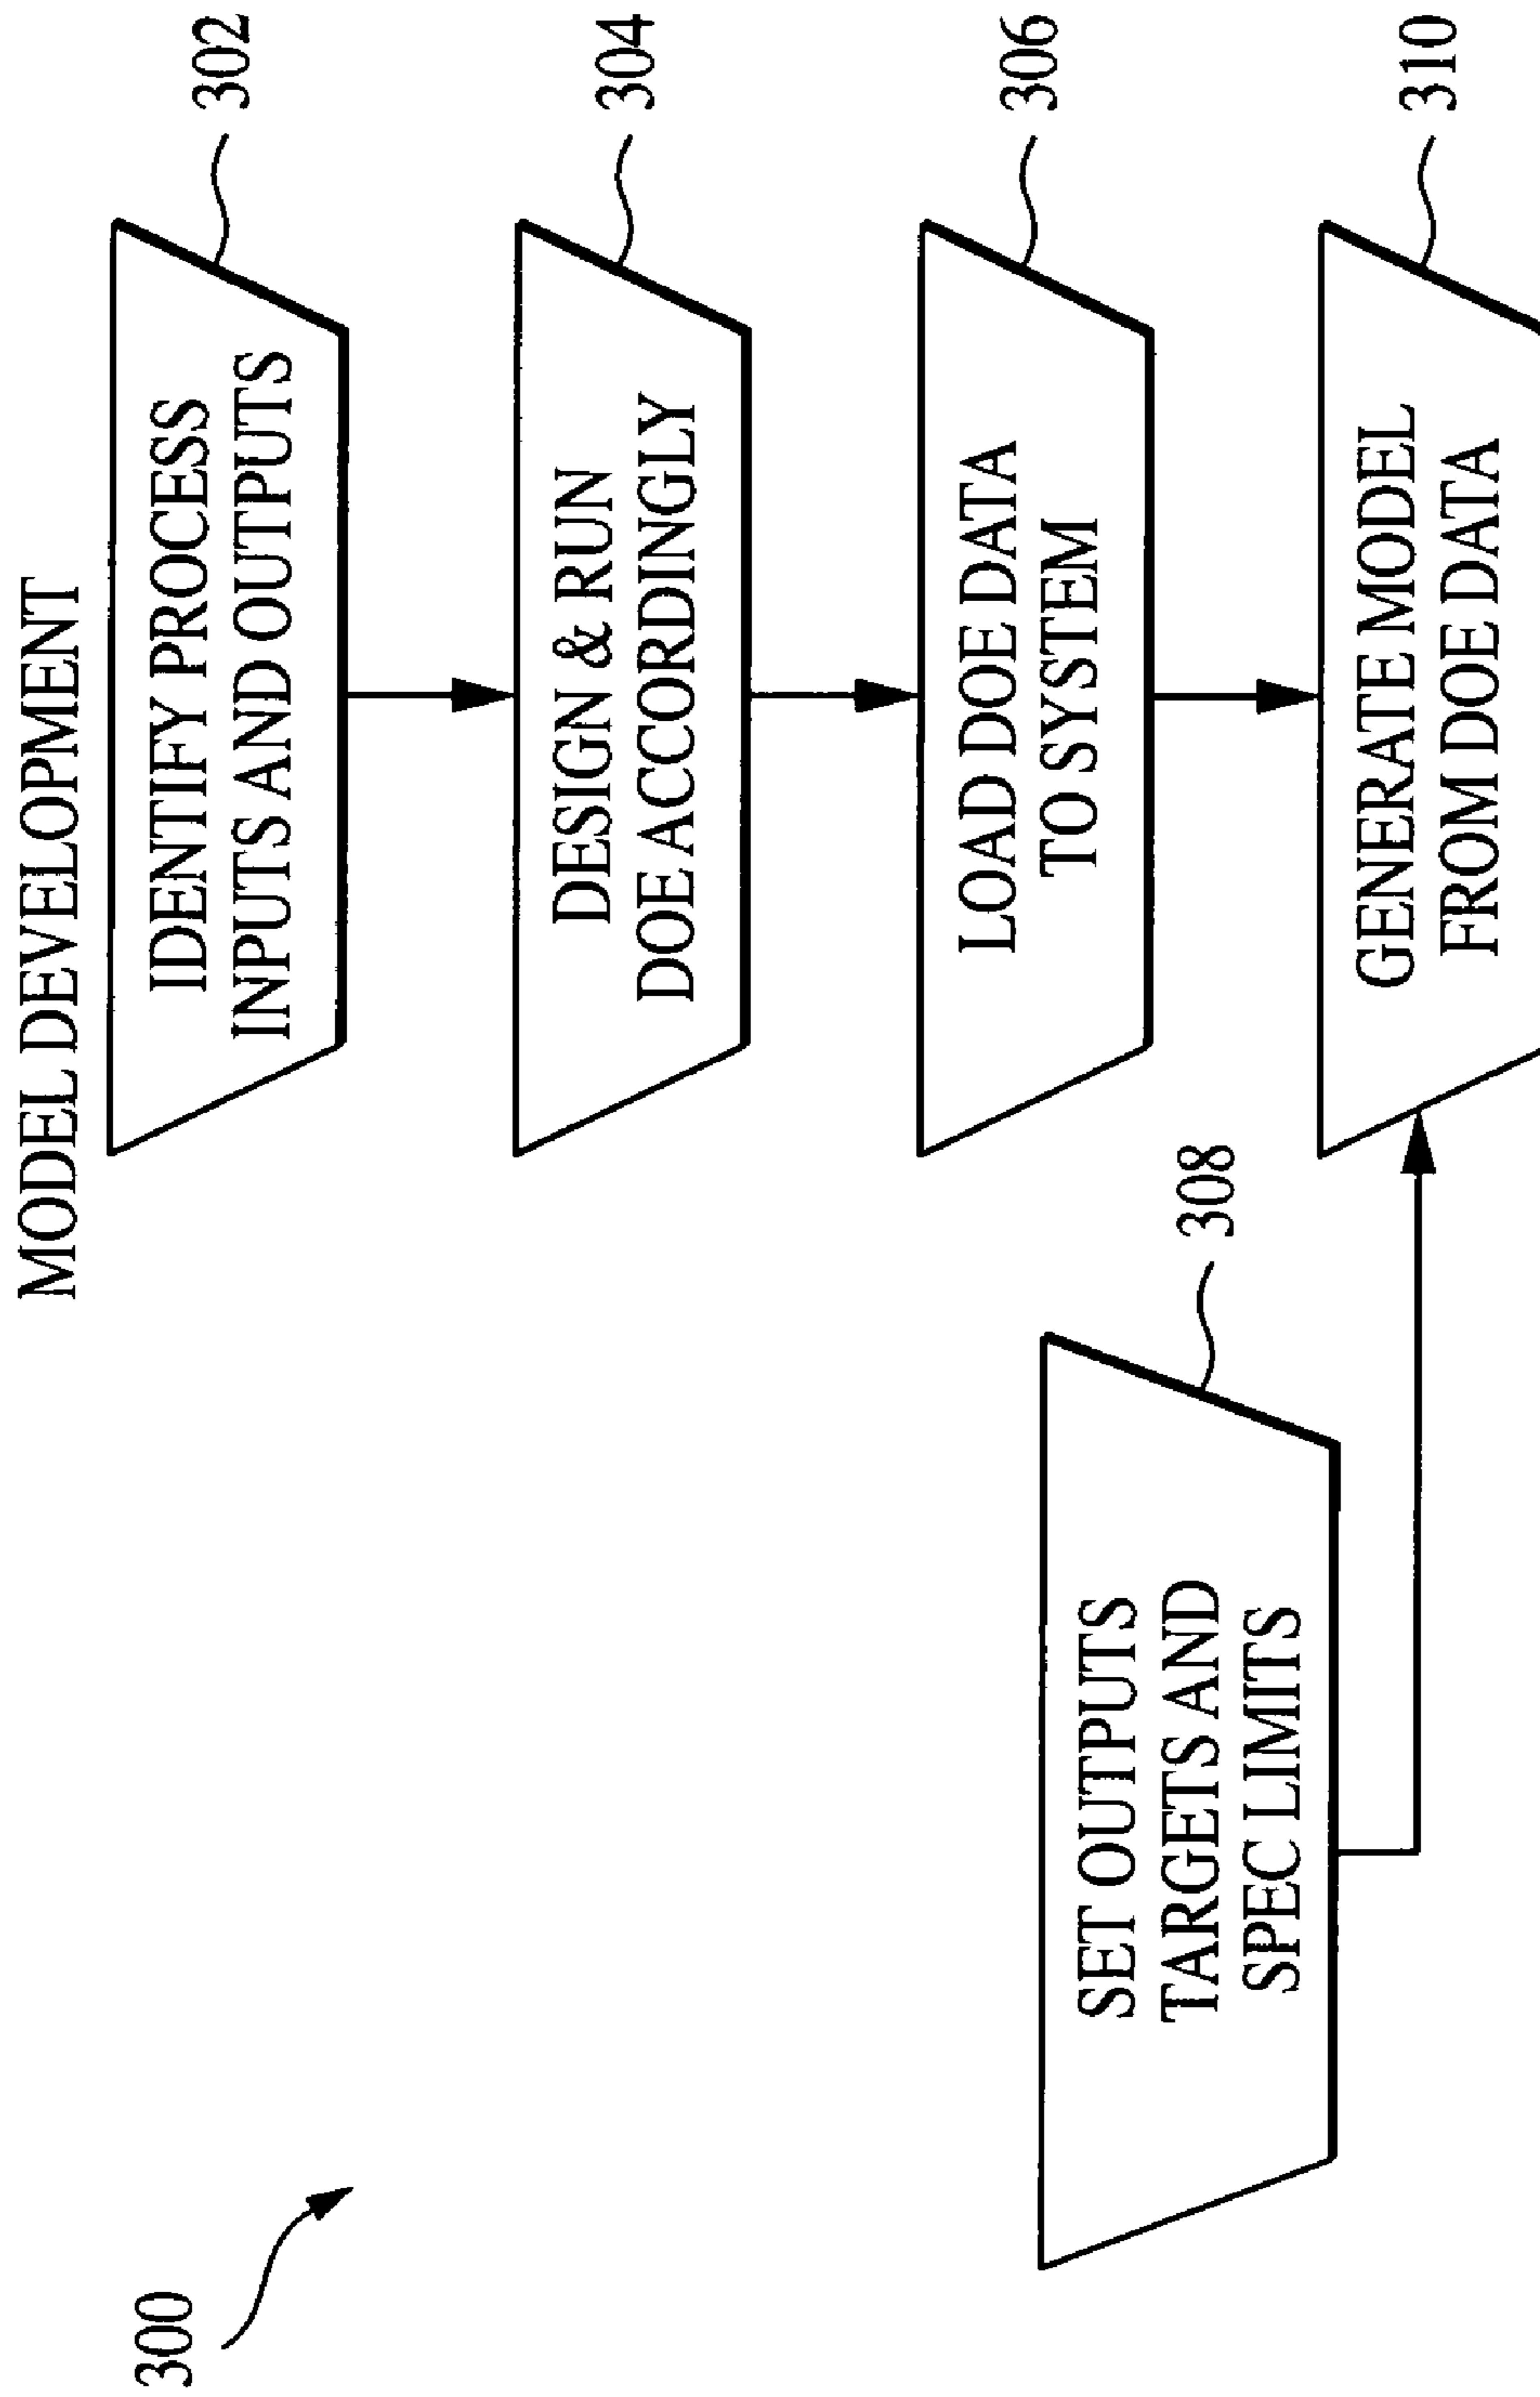 300
MODEL DEVELOPMENT
IDENTIFY PROCESS
INPUTS AND OUTPUTS
302
DESIGN & RUN
DOE ACCORDINGLY
304
LOAD DOE DATA
TO SYSTEM
306
SET OUTPUTS
TARGETS AND
SPEC LIMITS
308
GENERATE MODEL
FROM DOE DATA
310